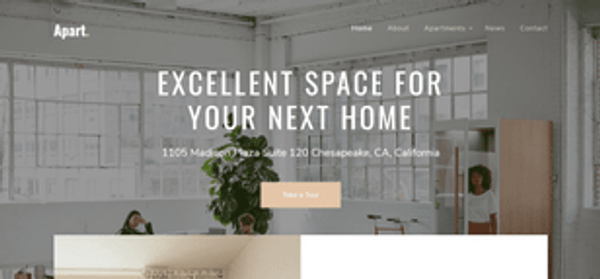 Apart.
Home About Apartments News Contact
EXCELLENT SPACE FOR
YOUR NEXT HOME
1105 Madison Plaza Suite 120 Chesapeake, CA, California
Take a Tour